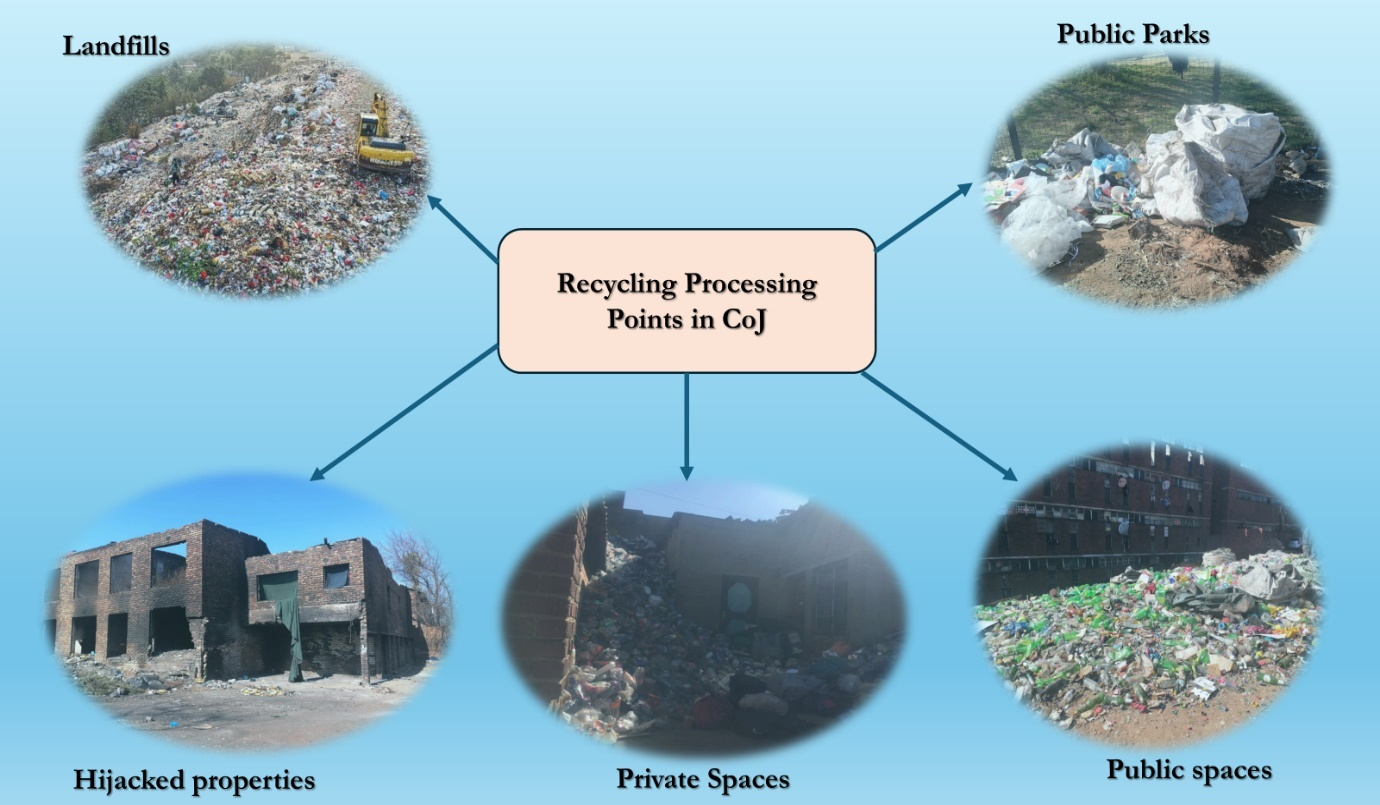 Landfills
Public Parks
Recycling Processing
Points in CoJ
Hijacked properties
Private Spaces
Public spaces